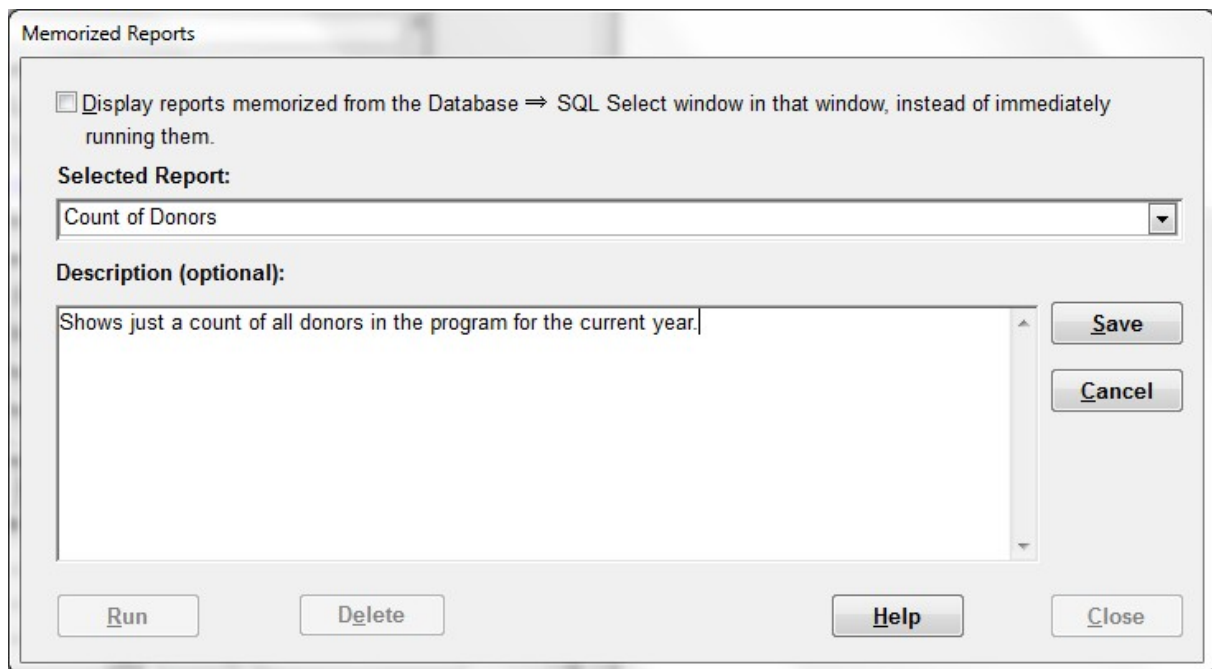 Memorized Reports
Display reports memorized from the Database ⇒ SQL Select window in that window, instead of immediately
running them.
Selected Report:
Count of Donors
Description (optional):
Shows just a count of all donors in the program for the current year.
Save
Cancel
Run Delete Help Close